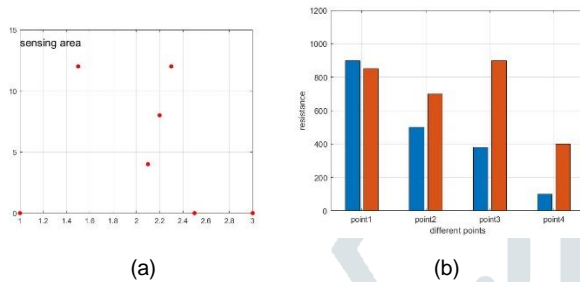 15
sensing area
10
5
0
1 1.2 1.4 1.6 1.8 2 2.2 2.4 2.6 2.8 3
1200
1000
800
600
400
200
0
resistance
point1 point2 point3 point4
different points
(a) (b)